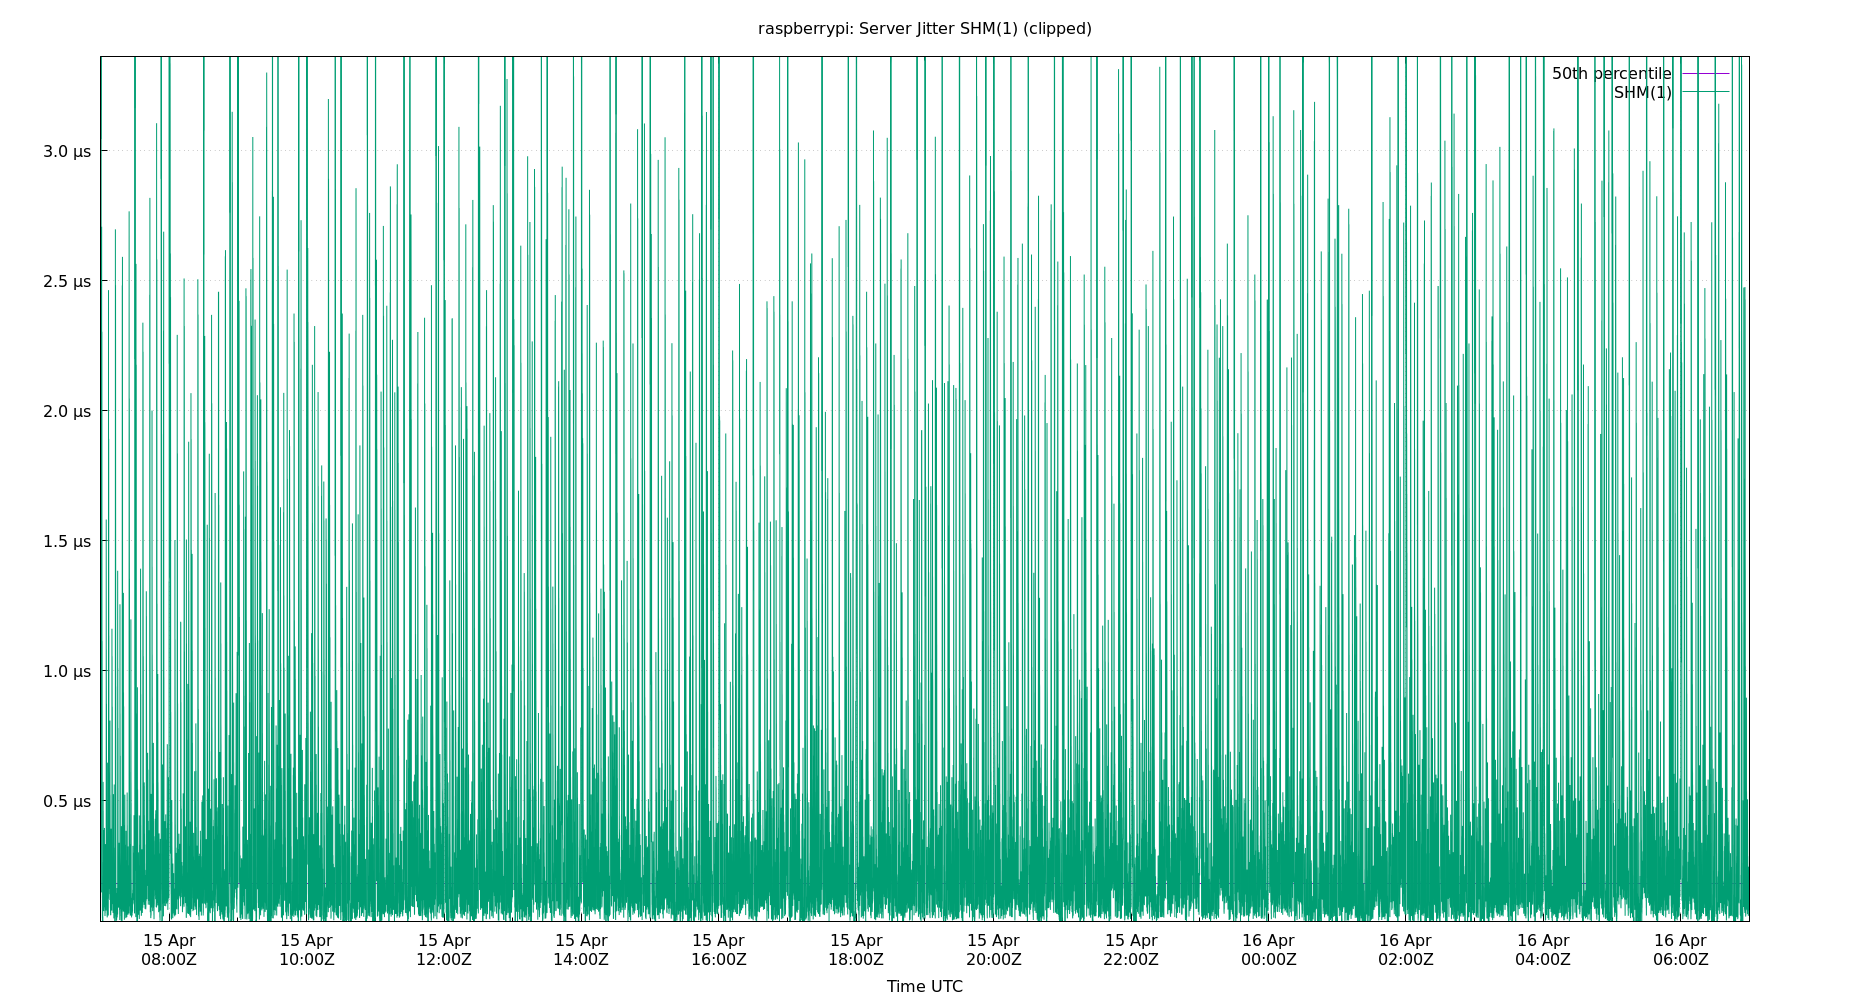 raspberrypi: Server Jitter SHM(1) (clipped)
50th percentile
SHM(1)
3.0 µs
2.5 µs
2.0 µs
1.5 µs
1.0 µs
0.5 µs
15 Apr 15 Apr 15 Apr 15 Apr 15 Apr 15 Apr 15 Apr 15 Apr 16 Apr 16 Apr 16 Apr 16 Apr
08:00Z 10:00Z 12:00Z 14:00Z 16:00Z 18:00Z 20:00Z 22:00Z 00:00Z 02:00Z 04:00Z 06:00Z
Time UTC